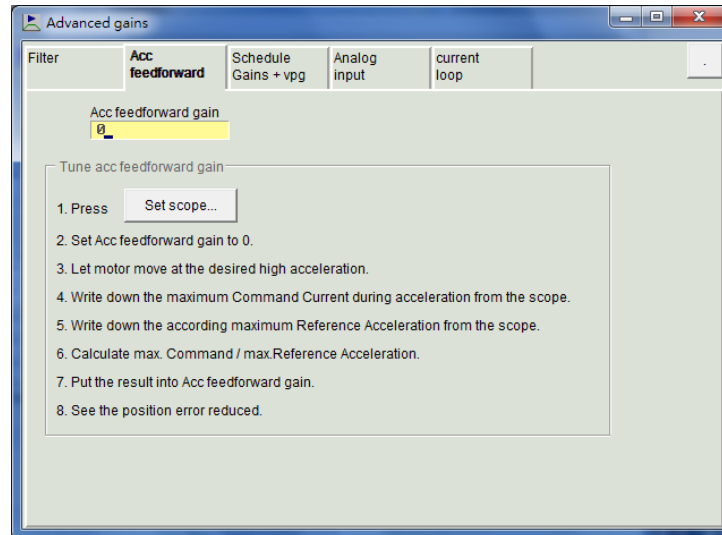 Advanced gains
Filter
Acc feedforward
Schedule Gains + vpg
Analog input
current loop
.
Acc feedforward gain
0
Tune acc feedforward gain
1. Press Set scope...
2. Set Acc feedforward gain to 0.
3. Let motor move at the desired high acceleration.
4. Write down the maximum Command Current during acceleration from the scope.
5. Write down the according maximum Reference Acceleration from the scope.
6. Calculate max. Command / max.Reference Acceleration.
7. Put the result into Acc feedforward gain.
8. See the position error reduced.